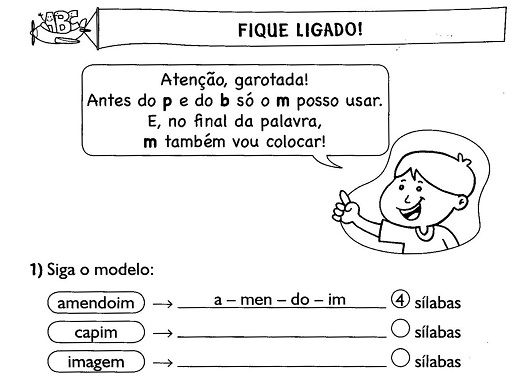 ABC
FIQUE LIGADO!
Atenção, garotada!
Antes do p e do b só o m posso usar.
E, no final da palavra,
m também vou colocar!
1) Siga o modelo:
amendoim → a – men – do – im 4 sílabas
capim → sílabas
imagem → sílabas